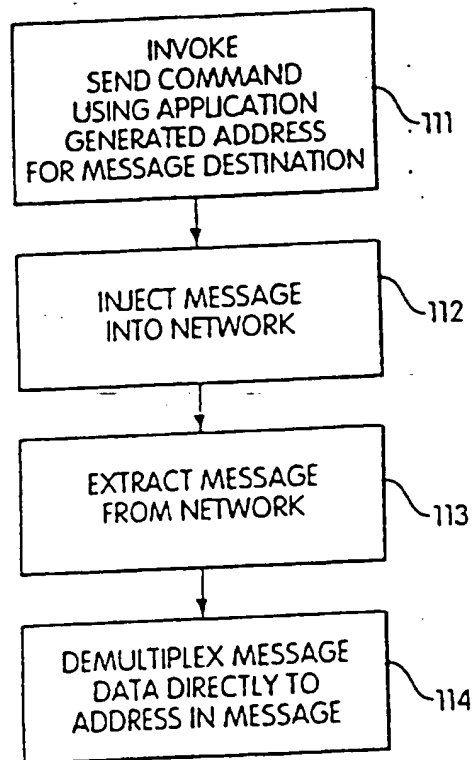 INVOKE
SEND COMMAND
USING APPLICATION
GENERATED ADDRESS
FOR MESSAGE DESTINATION
111
INJECT MESSAGE
INTO NETWORK
112
EXTRACT MESSAGE
FROM NETWORK
113
DEMULTIPLEX MESSAGE
DATA DIRECTLY TO
ADDRESS IN MESSAGE
114